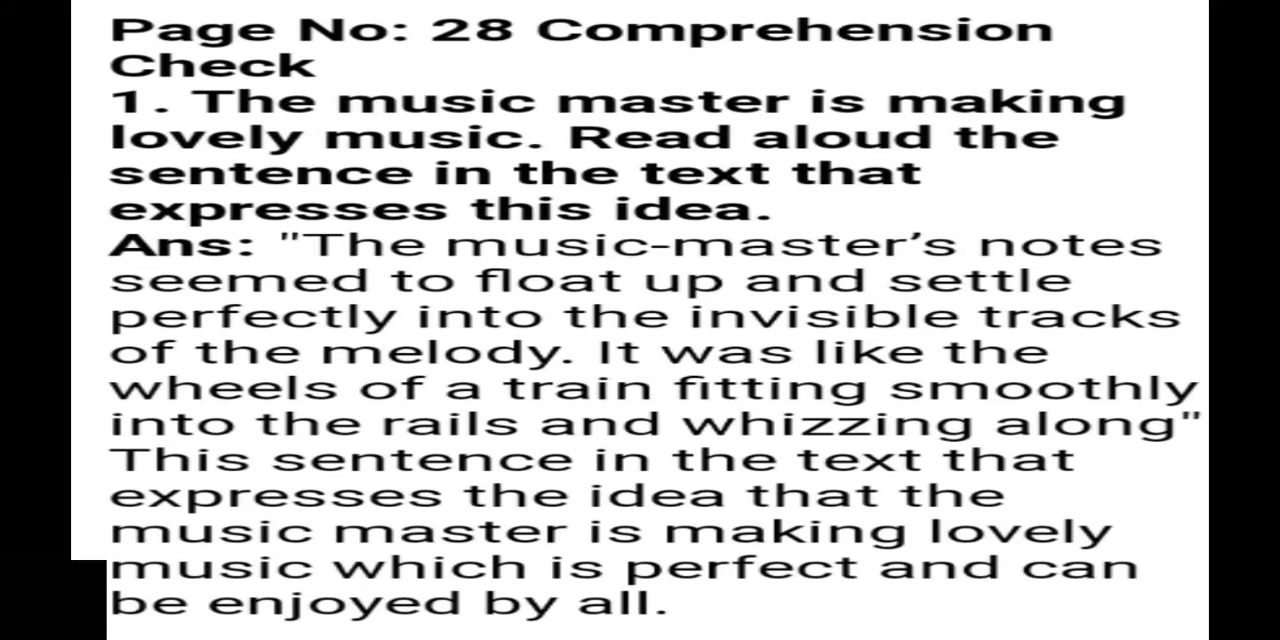 Page No: 28 Comprehension
Check
1. The music master is making
lovely music. Read aloud the
sentence in the text that
expresses this idea.
Ans: "The music-master’s notes
seemed to float up and settle
perfectly into the invisible tracks
of the melody. It was like the
wheels of a train fitting smoothly
into the rails and whizzing along"
This sentence in the text that
expresses the idea that the
music master is making lovely
music which is perfect and can
be enjoyed by all.